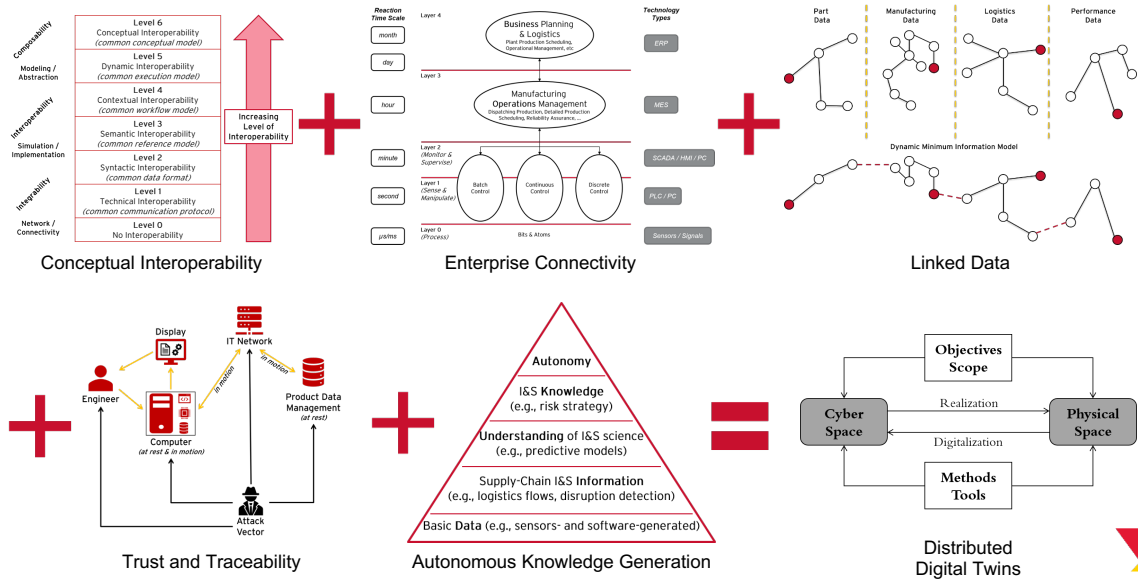 Composability
Modeling / Abstraction
Interoperability
Simulation / Implementation
Integrability
Network / Connectivity
Level 6
Conceptual Interoperability
(common conceptual model)
Level 5
Dynamic Interoperability
(common execution model)
Level 4
Contextual Interoperability
(common workflow model)
Level 3
Semantic Interoperability
(common reference model)
Level 2
Syntactic Interoperability
(common data format)
Level 1
Technical Interoperability
(common communication protocol)
Level 0
No Interoperability
Increasing
Level of
Interoperability
Conceptual Interoperability
Reaction
Time Scale
month
day
hour
minute
second
µs/ms
Layer 4
Business Planning
& Logistics
Plant Production Scheduling,
Operational Management, etc
Layer 3
Manufacturing
Operations Management
Dispatching Production, Detailed Production
Scheduling, Reliability Assurance, ...
Layer 2
(Monitor &
Supervise)
Layer 1
(Sense &
Manipulate)
Batch
Control
Continuous
Control
Discrete
Control
Layer 0
(Process)
Bits & Atoms
Technology
Types
ERP
MES
SCADA / HMI / PC
PLC / PC
Sensors / Signals
Enterprise Connectivity
Part
Data
Manufacturing
Data
Logistics
Data
Performance
Data
Dynamic Minimum Information Model
Linked Data
Display
IT Network
Engineer
in motion
in motion
Computer
(at rest & in motion)
Product Data
Management
(at rest)
Attack
Vector
Trust and Traceability
Autonomy
I&S Knowledge
(e.g., risk strategy)
Understanding of I&S science
(e.g., predictive models)
Supply-Chain I&S Information
(e.g., logistics flows, disruption detection)
Basic Data (e.g., sensors- and software-generated)
Autonomous Knowledge Generation
Objectives
Scope
Cyber
Space
Realization
Digitalization
Physical
Space
Methods
Tools
Distributed
Digital Twins